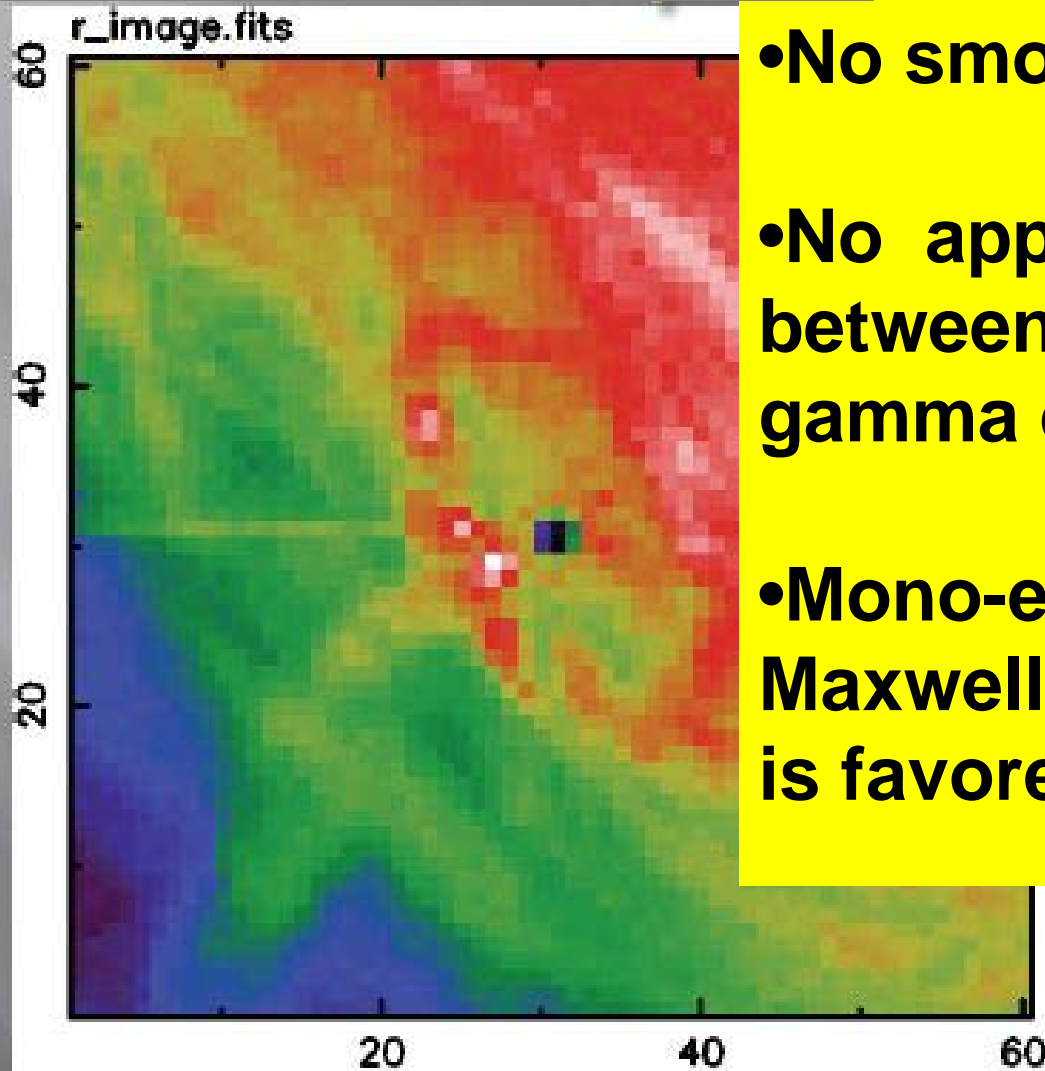 r_image.fits
60
40
20
20
40
60
•No smo
•No app
between
gamma
•Mono-e
Maxwell
is favore